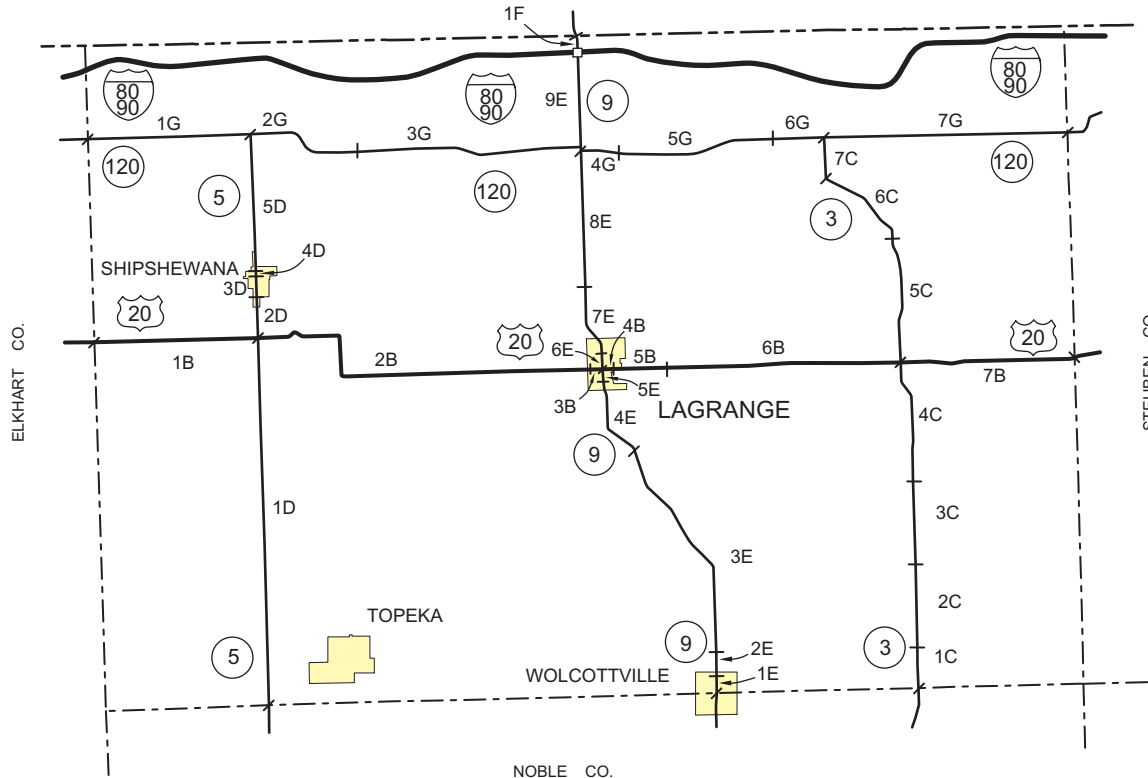 1F
80
90
80
90
80
90
9E
9
1G
2G
3G
4G
5G
6G
7G
120
120
120
5
5D
7C
6C
3
8E
4D
SHIPSHEWANA
3D
5C
20
2D
7E
4B
20
20
6E
5B
6B
1B
2B
7B
3B
5E
LAGRANGE
4E
4C
ELKHART CO.
STEUBEN CO.
9
1D
3C
3E
2C
TOPEKA
5
9
2E
3
1C
WOLCOTTVILLE
1E
NOBLE CO.